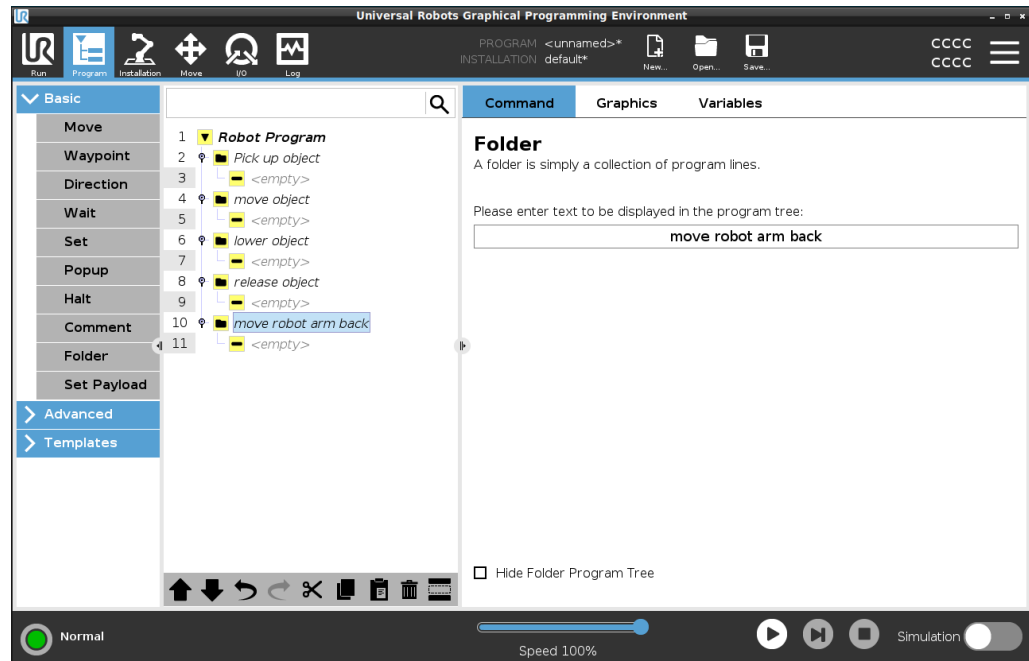 UR
Universal Robots Graphical Programming Environment
UR
Run
Program
Installation
Move
I/O
Log
PROGRAM <unnamed>*
INSTALLATION default*
New...
Open...
Save...
CCCC
CCCC
Basic
Move
Waypoint
Direction
Wait
Set
Popup
Halt
Comment
Folder
Set Payload
Advanced
Templates
1 Robot Program
2 Pick up object
3 <empty>
4 move object
5 <empty>
6 lower object
7 <empty>
8 release object
9 <empty>
10 move robot arm back
11 <empty>
Command Graphics Variables
Folder
A folder is simply a collection of program lines.
Please enter text to be displayed in the program tree:
move robot arm back
Hide Folder Program Tree
Normal
Speed 100%
Simulation